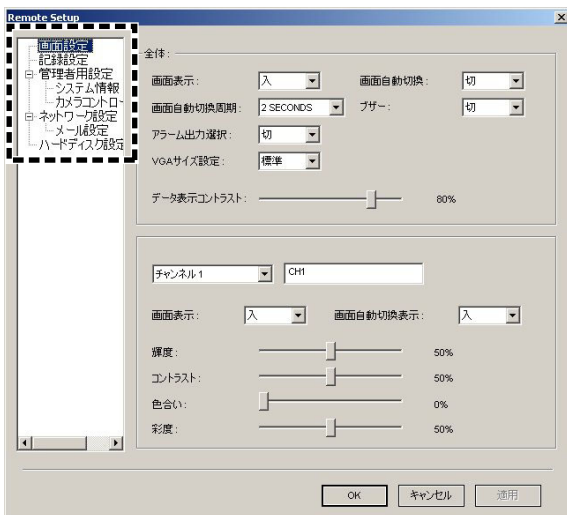 Remote Setup
画面設定
記録設定
管理者用設定
システム情報
カメラコントロー
ネットワーク設定
メール設定
ハードディスク設定
全体:
画面表示: 入 画面自動切換: 切
画面自動切換周期: 2 SECONDS ブザー: 切
アラーム出力選択: 切
VGAサイズ設定: 標準
データ表示コントラスト: 80%
チャンネル 1 CH1
画面表示: 入 画面自動切換表示: 入
輝度: 50%
コントラスト: 50%
色合い: 0%
彩度: 50%
OK キャンセル 適用